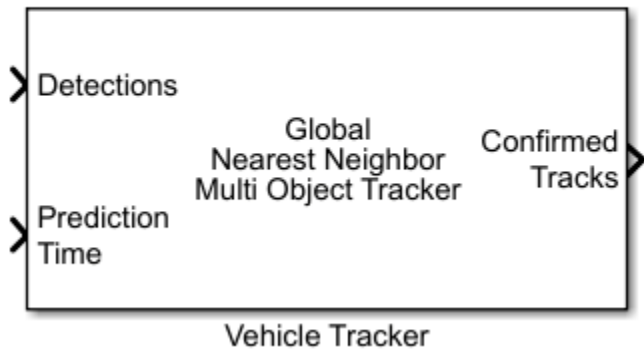 Detections
Global
Nearest Neighbor
Multi Object Tracker
Confirmed
Tracks
Prediction
Time
Vehicle Tracker